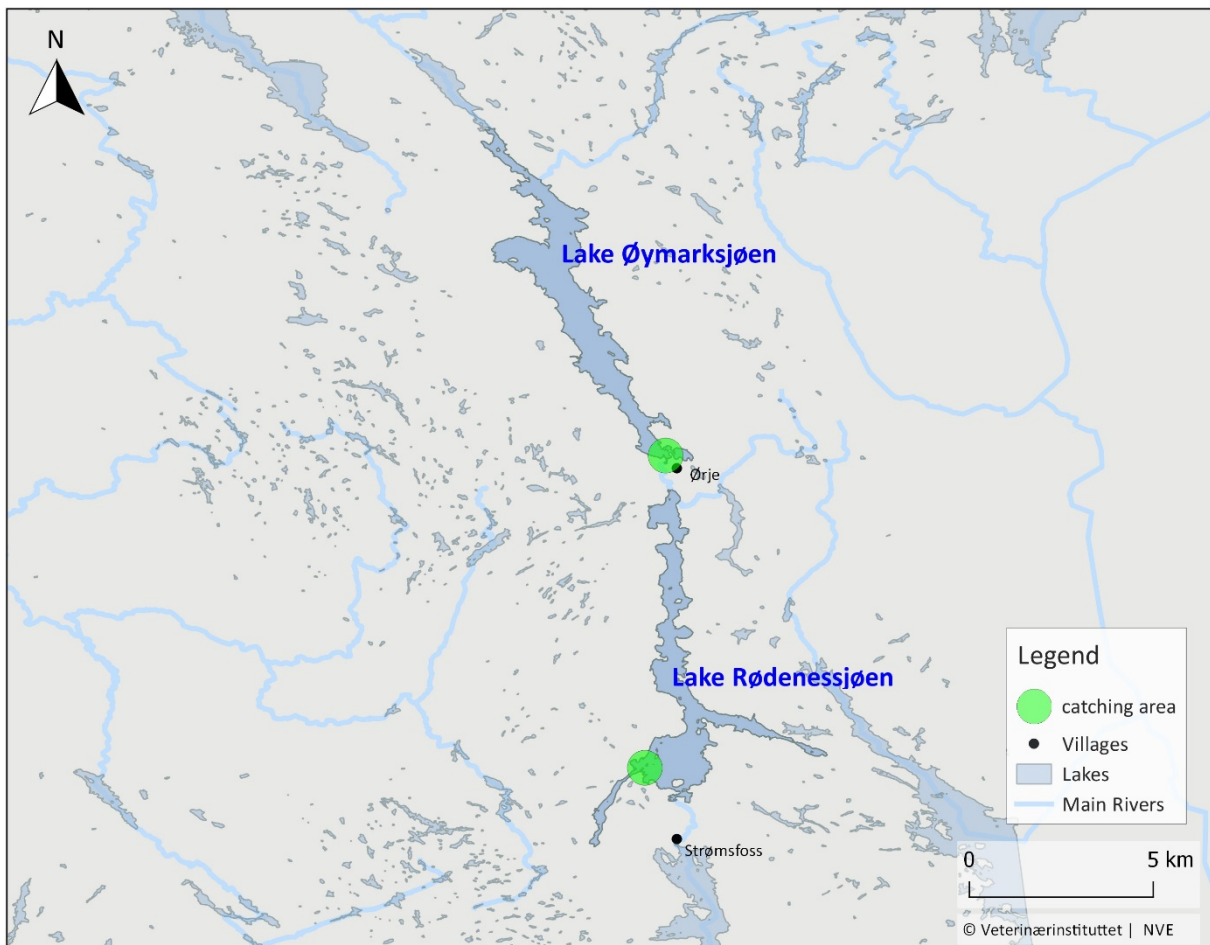 N
Lake Øymarksjøen
Ørje
Lake Rødenessjøen
Strømsfoss
Legend
catching area
Villages
Lakes
Main Rivers
0 5 km
© Veterinærinstituttet | NVE